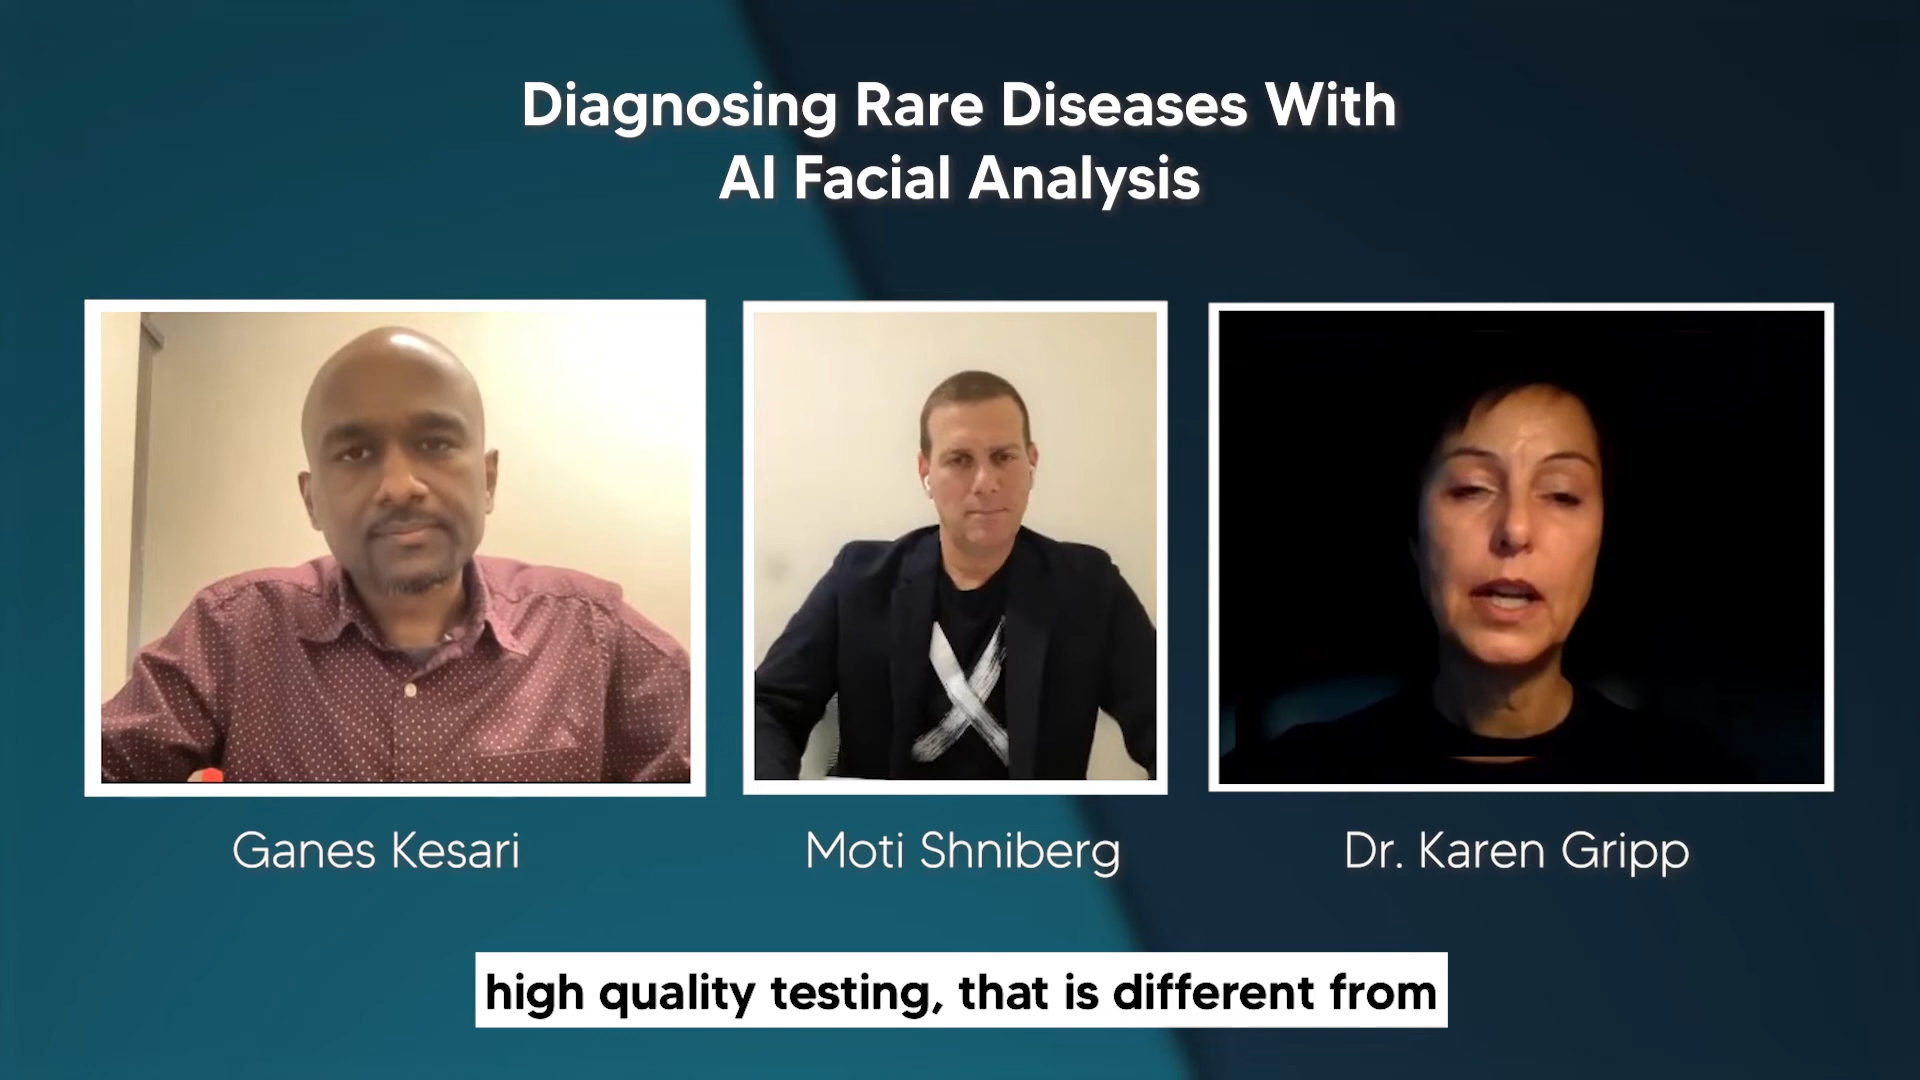 Diagnosing Rare Diseases With
AI Facial Analysis
Ganes Kesari
Moti Shniberg
Dr. Karen Gripp
high quality testing, that is different from